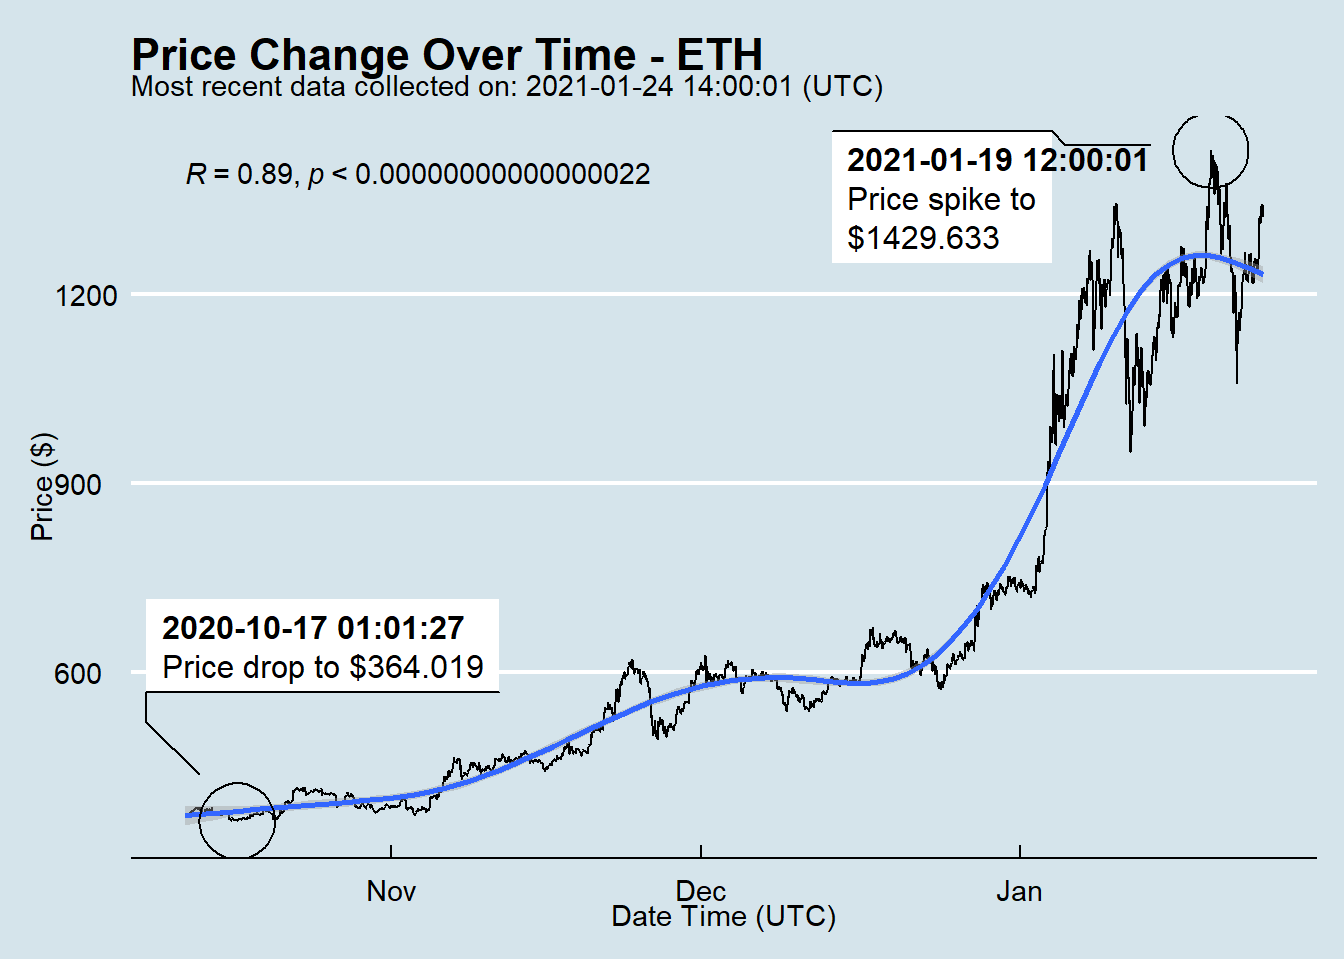 Price Change Over Time - ETH
Most recent data collected on: 2021-01-24 14:00:01 (UTC)
R = 0.89, p < 0.00000000000000022
2021-01-19 12:00:01
Price spike to
$1429.633
1200
900
600
Price ($)
2020-10-17 01:01:27
Price drop to $364.019
Nov
Dec
Jan
Date Time (UTC)